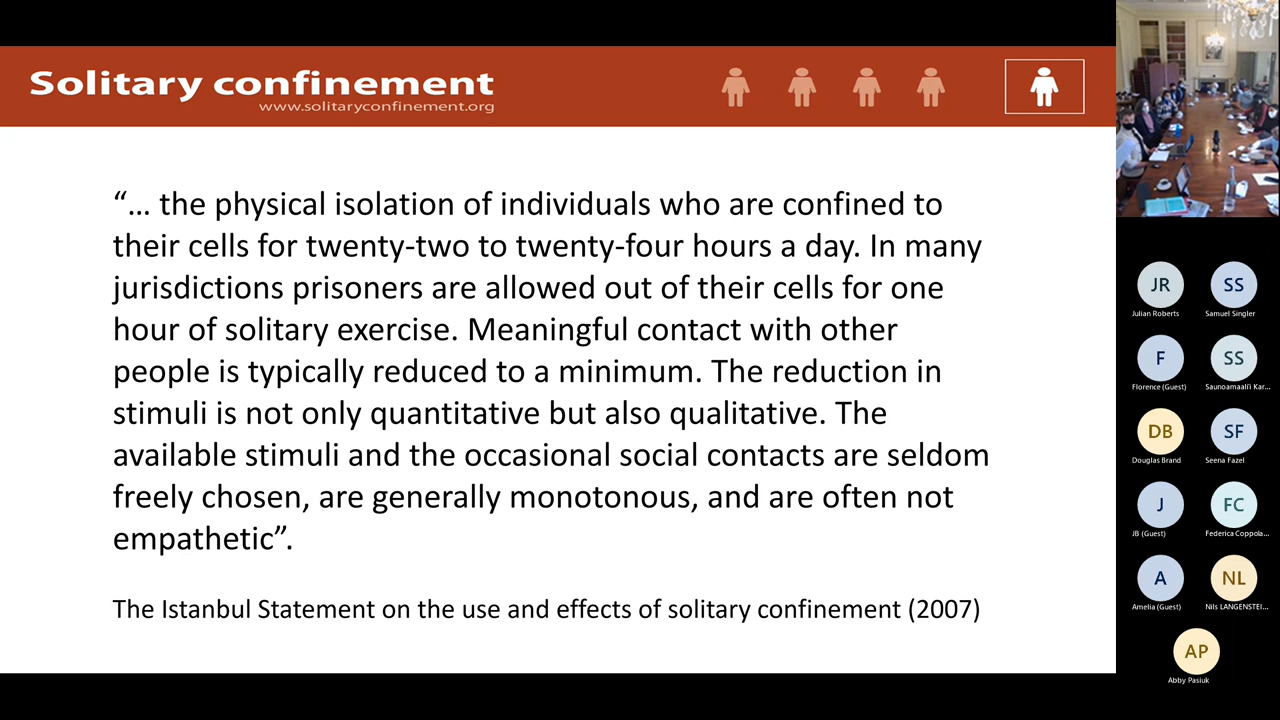 Solitary confinement
www.solitaryconfinement.org
“... the physical isolation of individuals who are confined to
their cells for twenty-two to twenty-four hours a day. In many
jurisdictions prisoners are allowed out of their cells for one
hour of solitary exercise. Meaningful contact with other
people is typically reduced to a minimum. The reduction in
stimuli is not only quantitative but also qualitative. The
available stimuli and the occasional social contacts are seldom
freely chosen, are generally monotonous, and are often not
empathetic”.
The Istanbul Statement on the use and effects of solitary confinement (2007)
JR
Julian Roberts
SS
Samuel Singler
F
Florence (Guest)
SS
Saunoamaali'i Kar...
DB
Douglas Brand
SF
Seena Fazel
J
JB (Guest)
FC
Federica Coppola...
A
Amelia (Guest)
NL
Nils LANGENSTEI...
AP
Abby Pasiuk